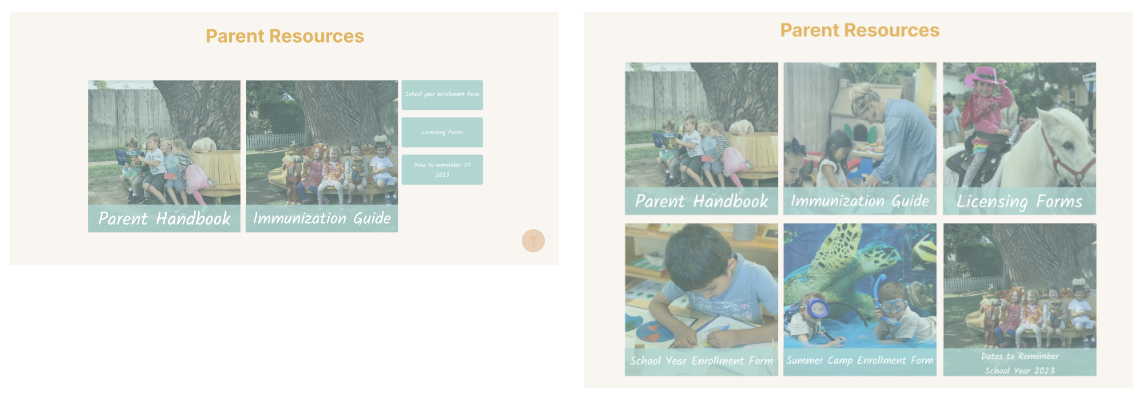 Parent Resources
School year enrollment form
Licensing Forms
Date to remember SY
2023
Parent Handbook
Immunization Guide
Parent Resources
Parent Handbook
Immunization Guide
Licensing Forms
School Year Enrollment Form
Summer Camp Enrollment Form
Dates to Remember
School Year 2023